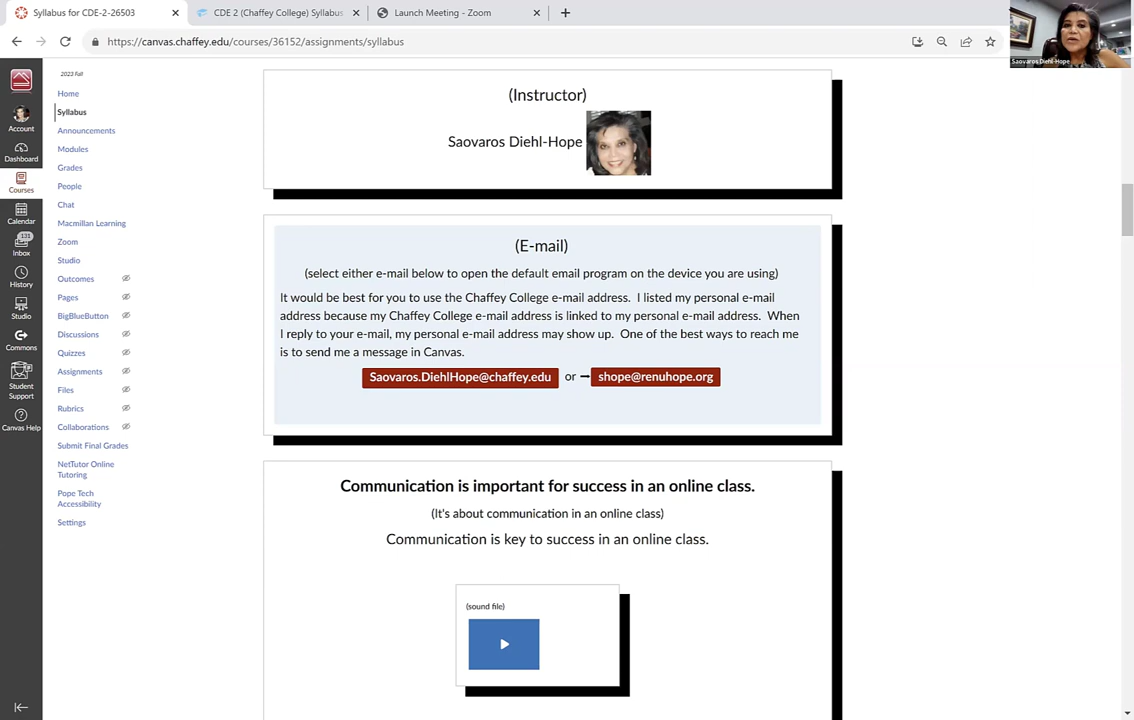 Syllabus for CDE-2-26503
CDE 2 (Chaffey College) Syllabus
Launch Meeting - Zoom
https://canvas.chaffey.edu/courses/36152/assignments/syllabus
Saovaros Diehl-Hope
Account
Dashboard
Courses
Calendar
131
Inbox
History
Studio
Commons
Student
Support
Canvas Help
2023 Fall
Home
Syllabus
Announcements
Modules
Grades
People
Chat
Macmillan Learning
Zoom
Studio
Outcomes
Pages
BigBlueButton
Discussions
Quizzes
Assignments
Files
Rubrics
Collaborations
Submit Final Grades
NetTutor Online
Tutoring
Pope Tech
Accessibility
Settings
(Instructor)
Saovaros Diehl-Hope
(E-mail)
(select either e-mail below to open the default email program on the device you are using)
It would be best for you to use the Chaffey College e-mail address. I listed my personal e-mail
address because my Chaffey College e-mail address is linked to my personal e-mail address. When
I reply to your e-mail, my personal e-mail address may show up. One of the best ways to reach me
is to send me a message in Canvas.
Saovaros.DiehlHope@chaffey.edu or → shope@renuhope.org
Communication is important for success in an online class.
(It's about communication in an online class)
Communication is key to success in an online class.
(sound file)